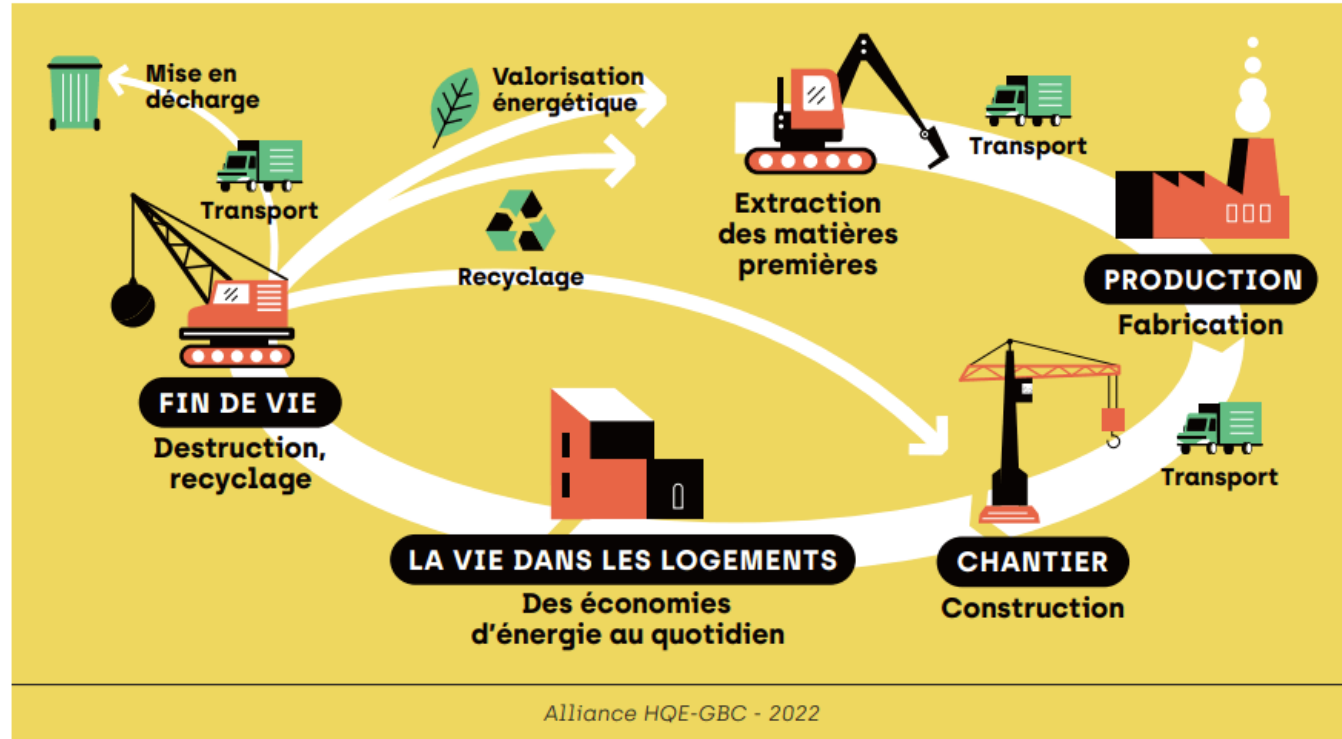 Mise en
décharge
Transport
Valorisation
énergétique
Recyclage
Extraction
des matières
premières
Transport
PRODUCTION
Fabrication
Transport
CHANTIER
Construction
LA VIE DANS LES LOGEMENTS
Des économies
d'énergie au quotidien
FIN DE VIE
Destruction,
recyclage
Alliance HQE-GBC - 2022